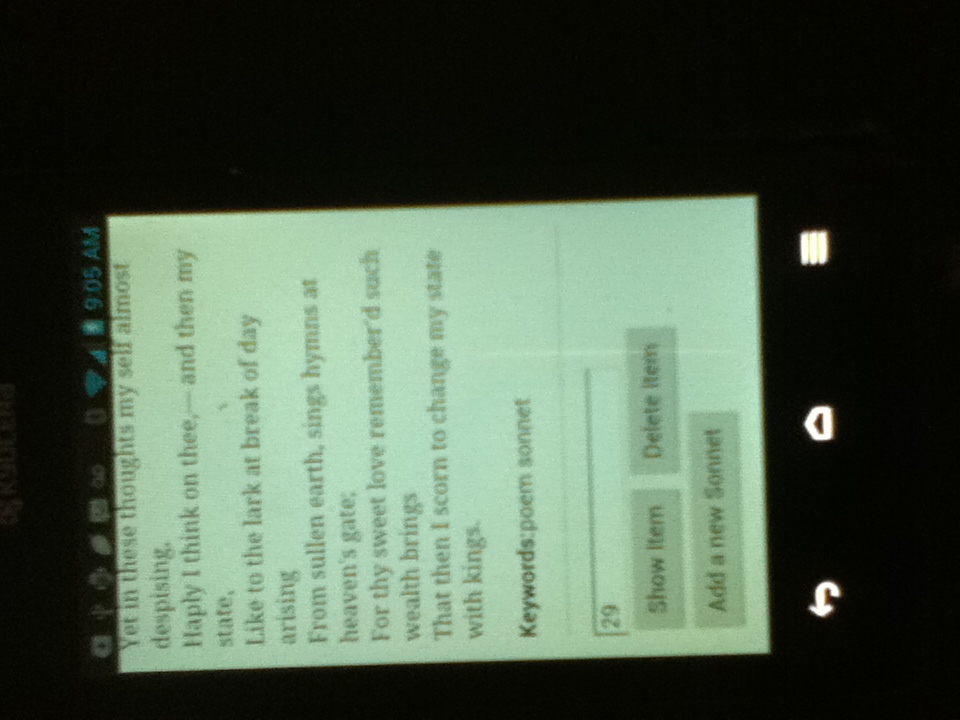 KYOCERA
9:05 AM
Yet in these thoughts my self almost
despising,
Haply I think on thee,— and then my
state,
Like to the lark at break of day
arising
From sullen earth, sings hymns at
heaven's gate;
For thy sweet love remember'd such
wealth brings
That then I scorn to change my state
with kings.
Keywords:poem sonnet
29
Show Item Delete Item
Add a new Sonnet